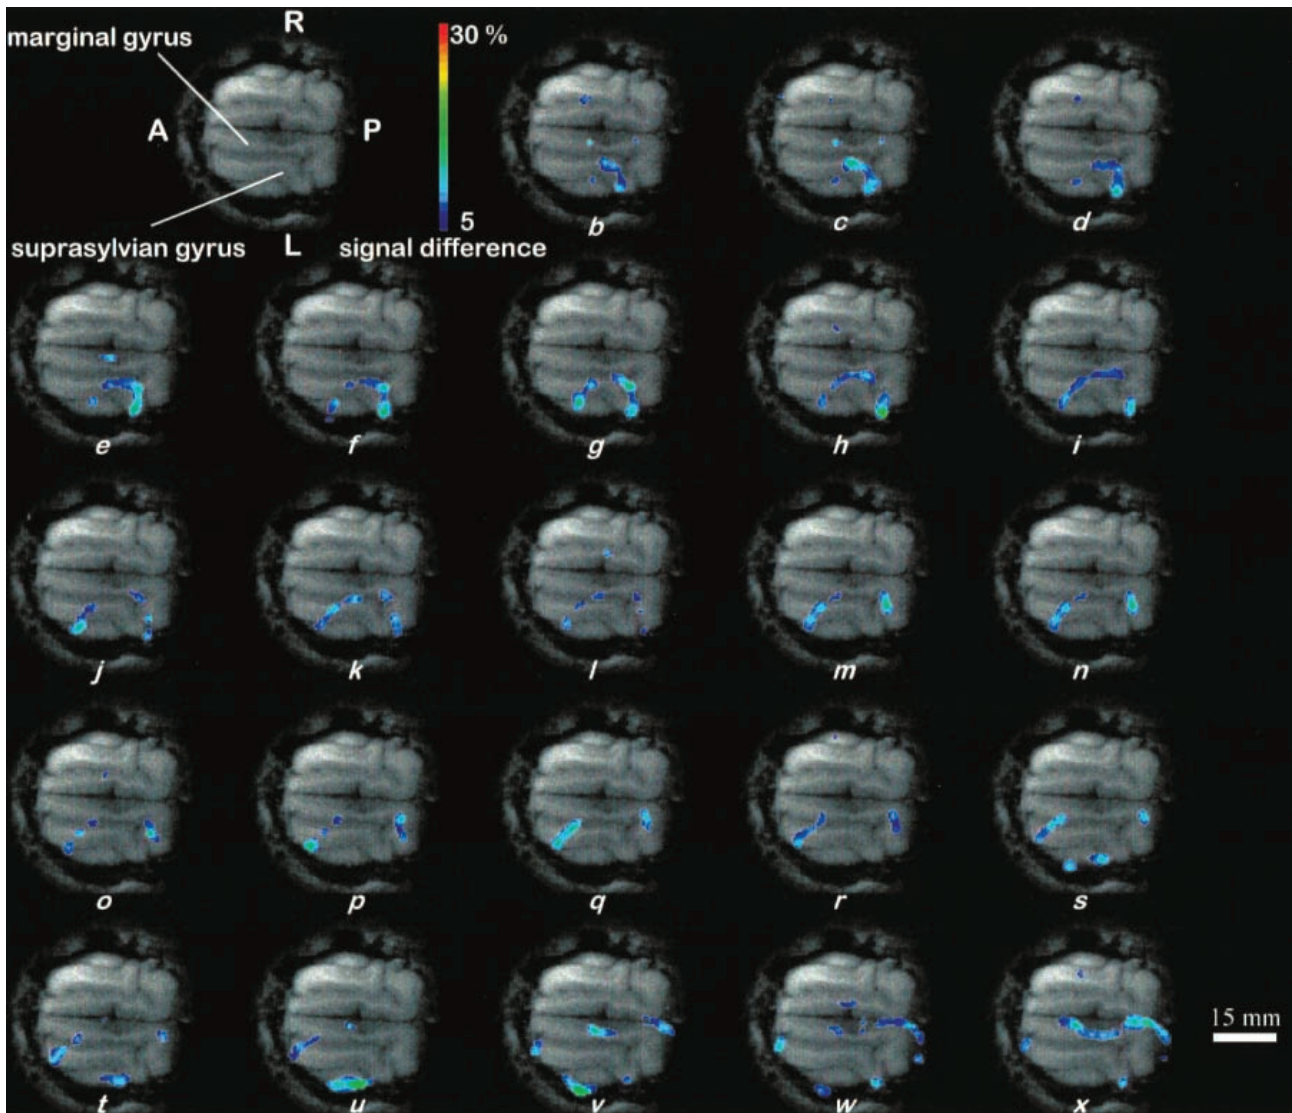 R
marginal gyrus
30 %
A
P
5
suprasylvian gyrus
L
signal difference
b
c
d
e
f
g
h
i
j
k
l
m
n
o
p
q
r
s
15 mm
t
u
v
w
x